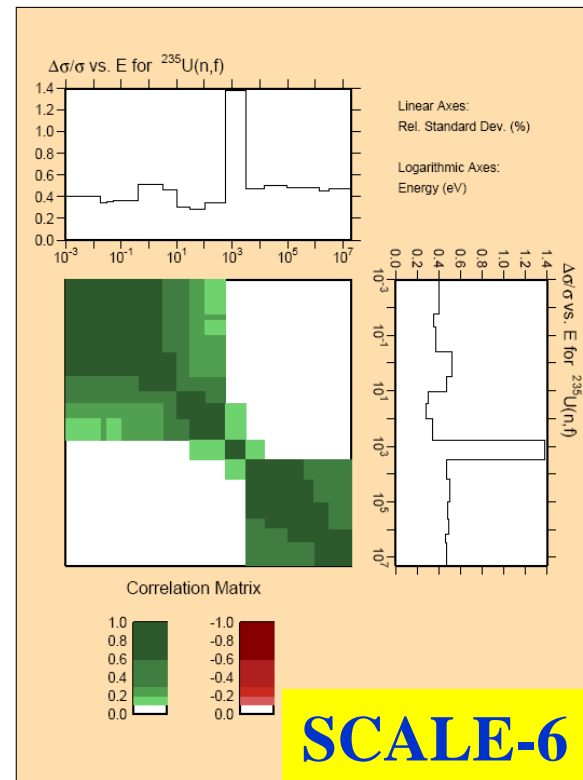 Δσ/σ vs. E for ²³⁵U(n,f)
1.4
1.2
1.0
0.8
0.6
0.4
0.2
0.0
10⁻³ 10⁻¹ 10¹ 10³ 10⁵ 10⁷
Linear Axes:
Rel. Standard Dev. (%)
Logarithmic Axes:
Energy (eV)
0.0 0.2 0.4 0.6 0.8 1.0 1.2 1.4
Δσ/σ vs. E for ²³⁵U(n,f)
10⁻³
10⁻¹
10¹
10³
10⁵
10⁷
Correlation Matrix
1.0
0.8
0.6
0.4
0.2
0.0
-1.0
-0.8
-0.6
-0.4
-0.2
0.0
SCALE-6